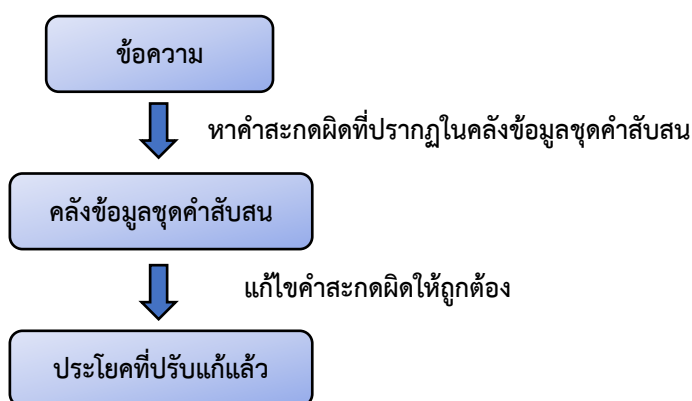 ข้อความ
หาคำสะกดผิดที่ปรากฏในคลังข้อมูลชุดคำสับสน
คลังข้อมูลชุดคำสับสน
แก้ไขคำสะกดผิดให้ถูกต้อง
ประโยคที่ปรับแก้แล้ว